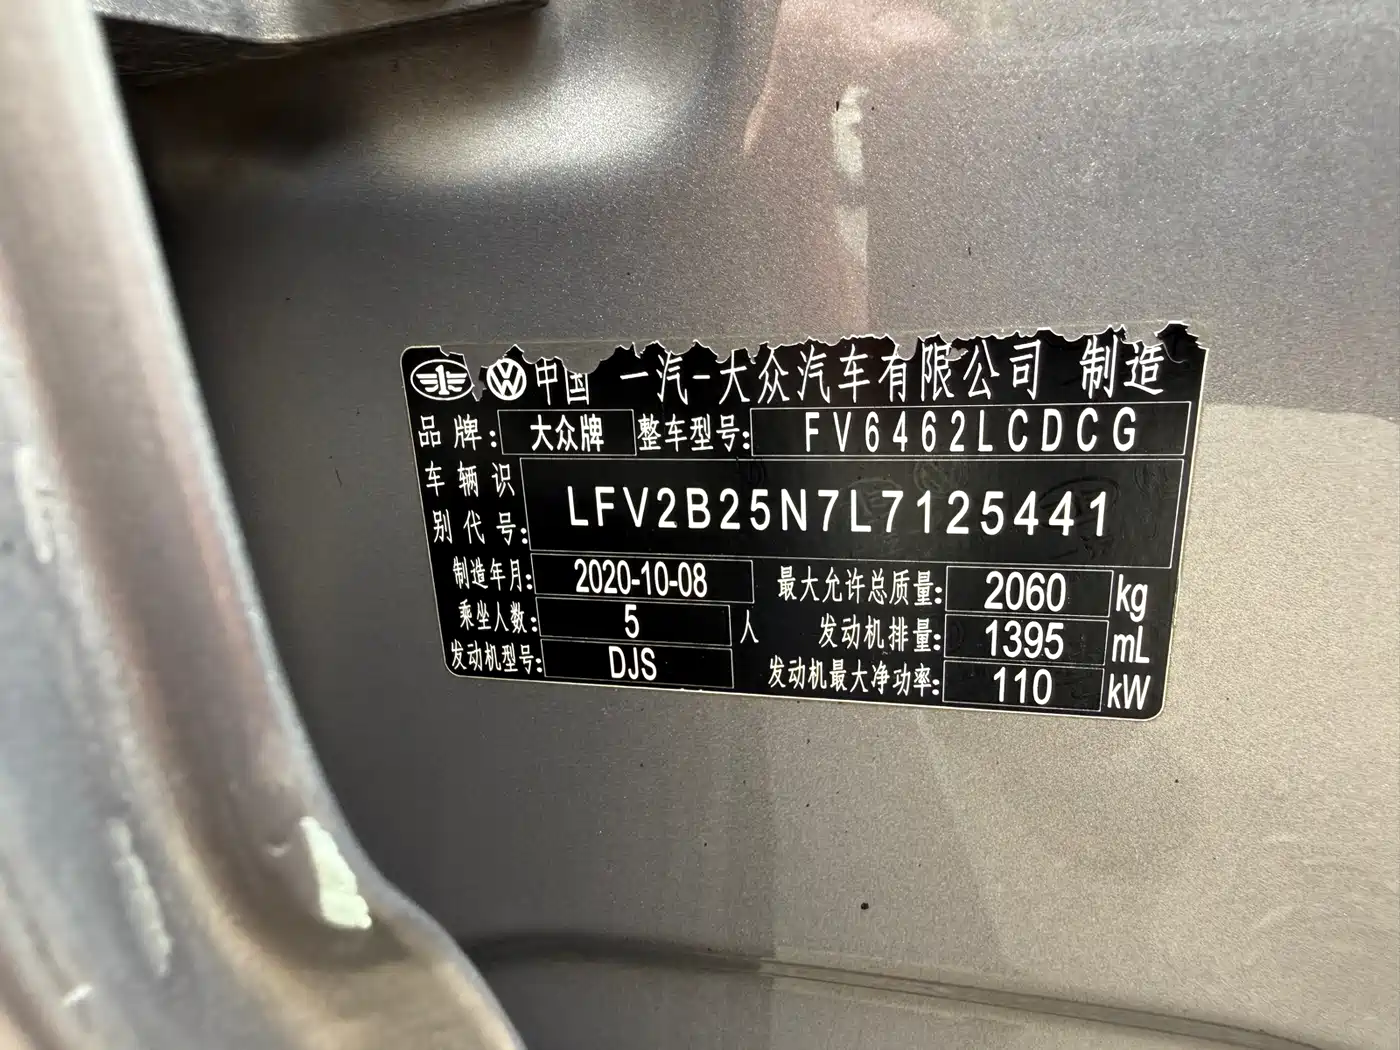 中国 一汽-大众汽车有限公司 制造
品牌: 大众牌 整车型号: FV6462LCDCG
车辆识别代号: LFV2B25N7L7125441
制造年月: 2020-10-08 最大允许总质量: 2060 kg
乘坐人数: 5 人 发动机排量: 1395 mL
发动机型号: DJS 发动机最大净功率: 110 kW